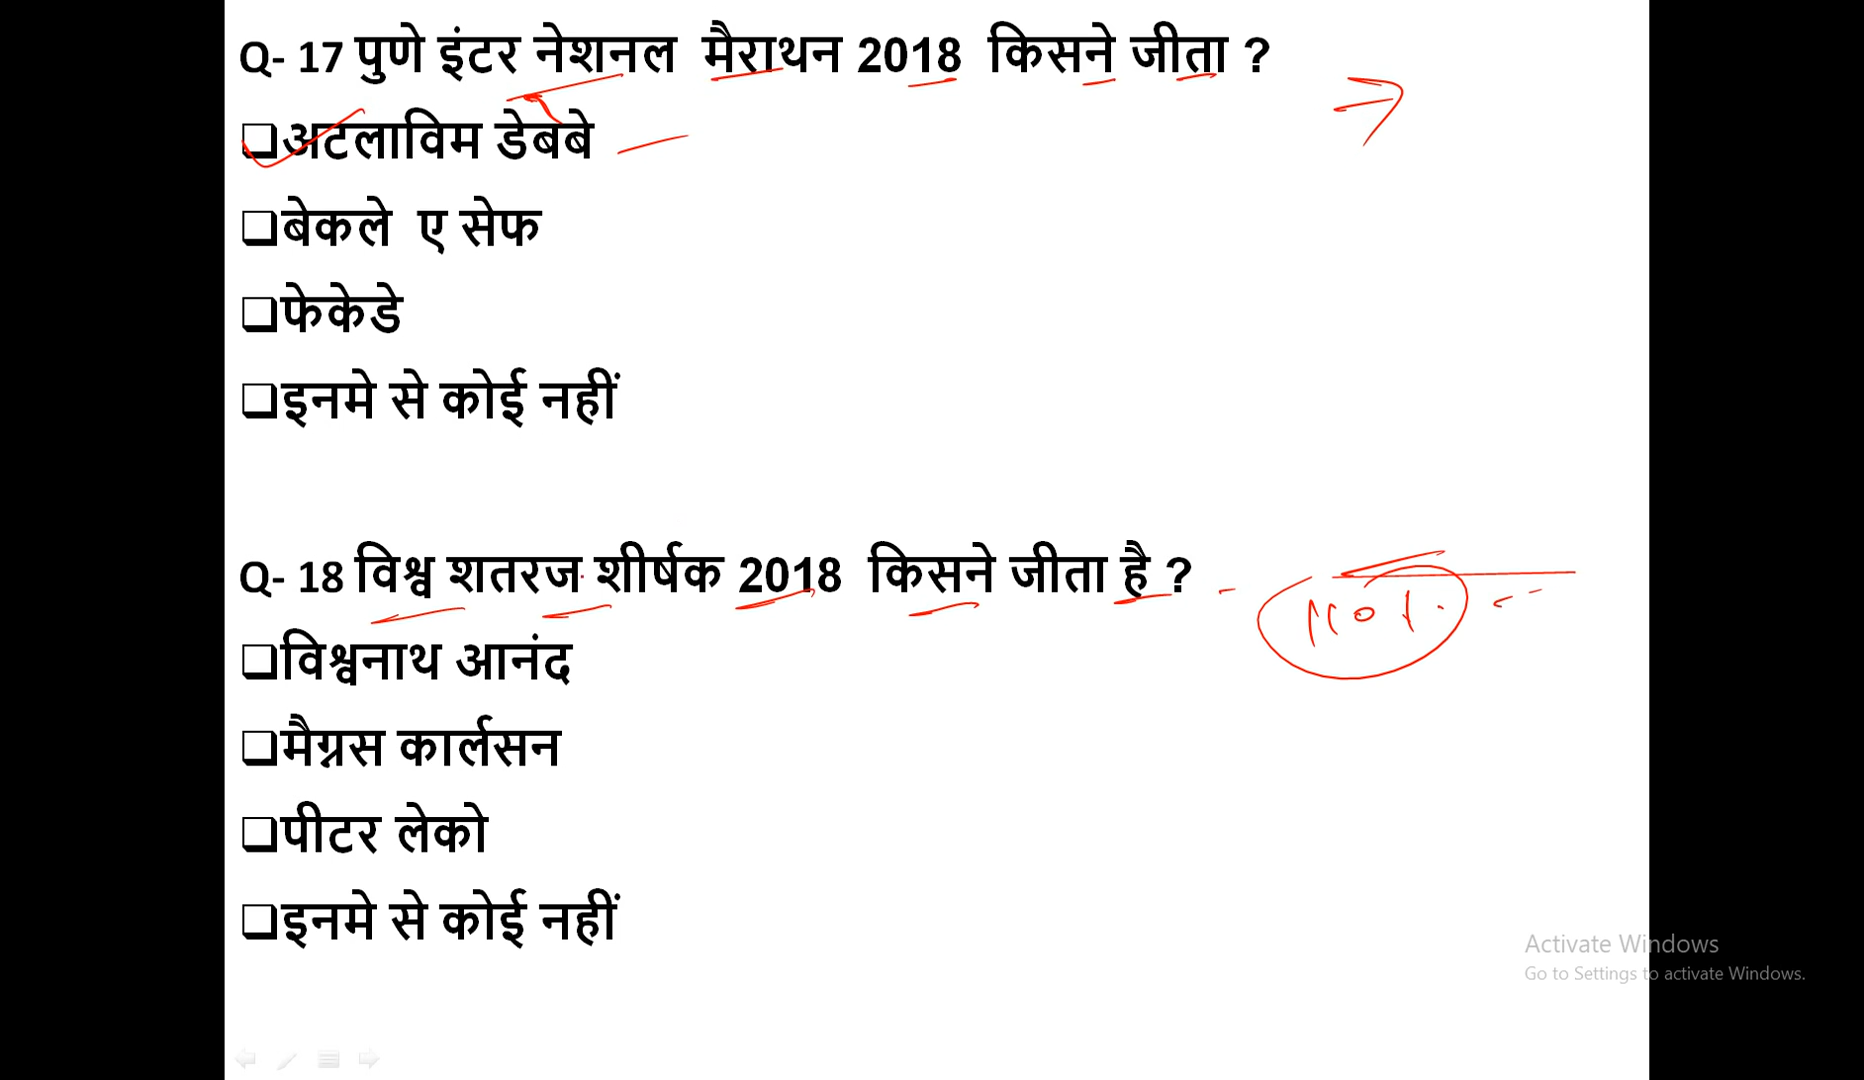 Q- 17 पुणे इंटर नेशनल मैराथन 2018 किसने जीता ?
❑अटलाविम डेबबे
❑बेकले ए सेफ
❑फेकेडे
❑इनमे से कोई नहीं
Q- 18 विश्व शतरज शीर्षक 2018 किसने जीता है ?
❑विश्वनाथ आनंद
❑मैग्नस कार्लसन
❑पीटर लेको
❑इनमे से कोई नहीं
Activate Windows
Go to Settings to activate Windows.